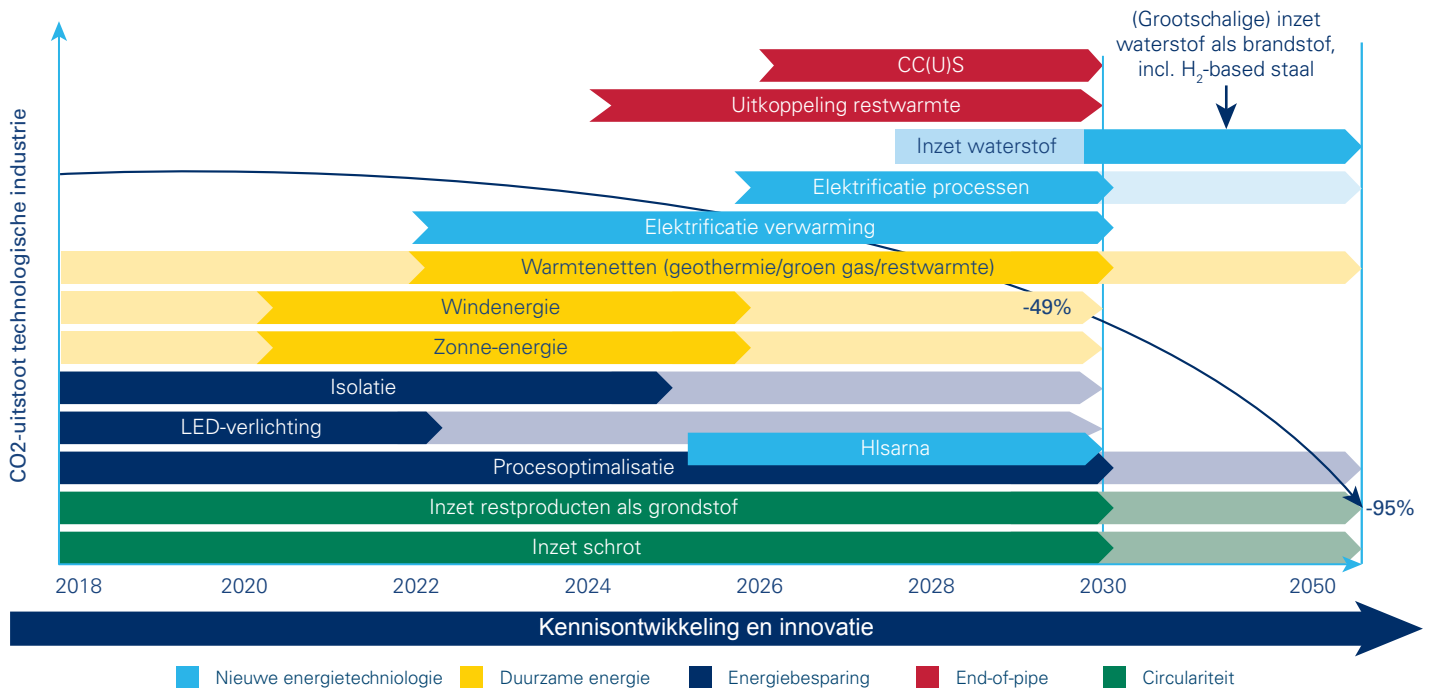 (Grootschalige) inzet
waterstof als brandstof,
incl. H2-based staal
CO2-uitstoot technologische industrie
CC(U)S
Uitkoppeling restwarmte
Inzet waterstof
Elektrificatie processen
Elektrificatie verwarming
Warmtenetten (geothermie/groen gas/restwarmte)
Windenergie
-49%
Zonne-energie
Isolatie
LED-verlichting
HIsarna
Procesoptimalisatie
Inzet restproducten als grondstof
-95%
Inzet schrot
2018 2020 2022 2024 2026 2028 2030 2050
Kennisontwikkeling en innovatie
Nieuwe energietechniologie Duurzame energie Energiebesparing End-of-pipe Circulariteit